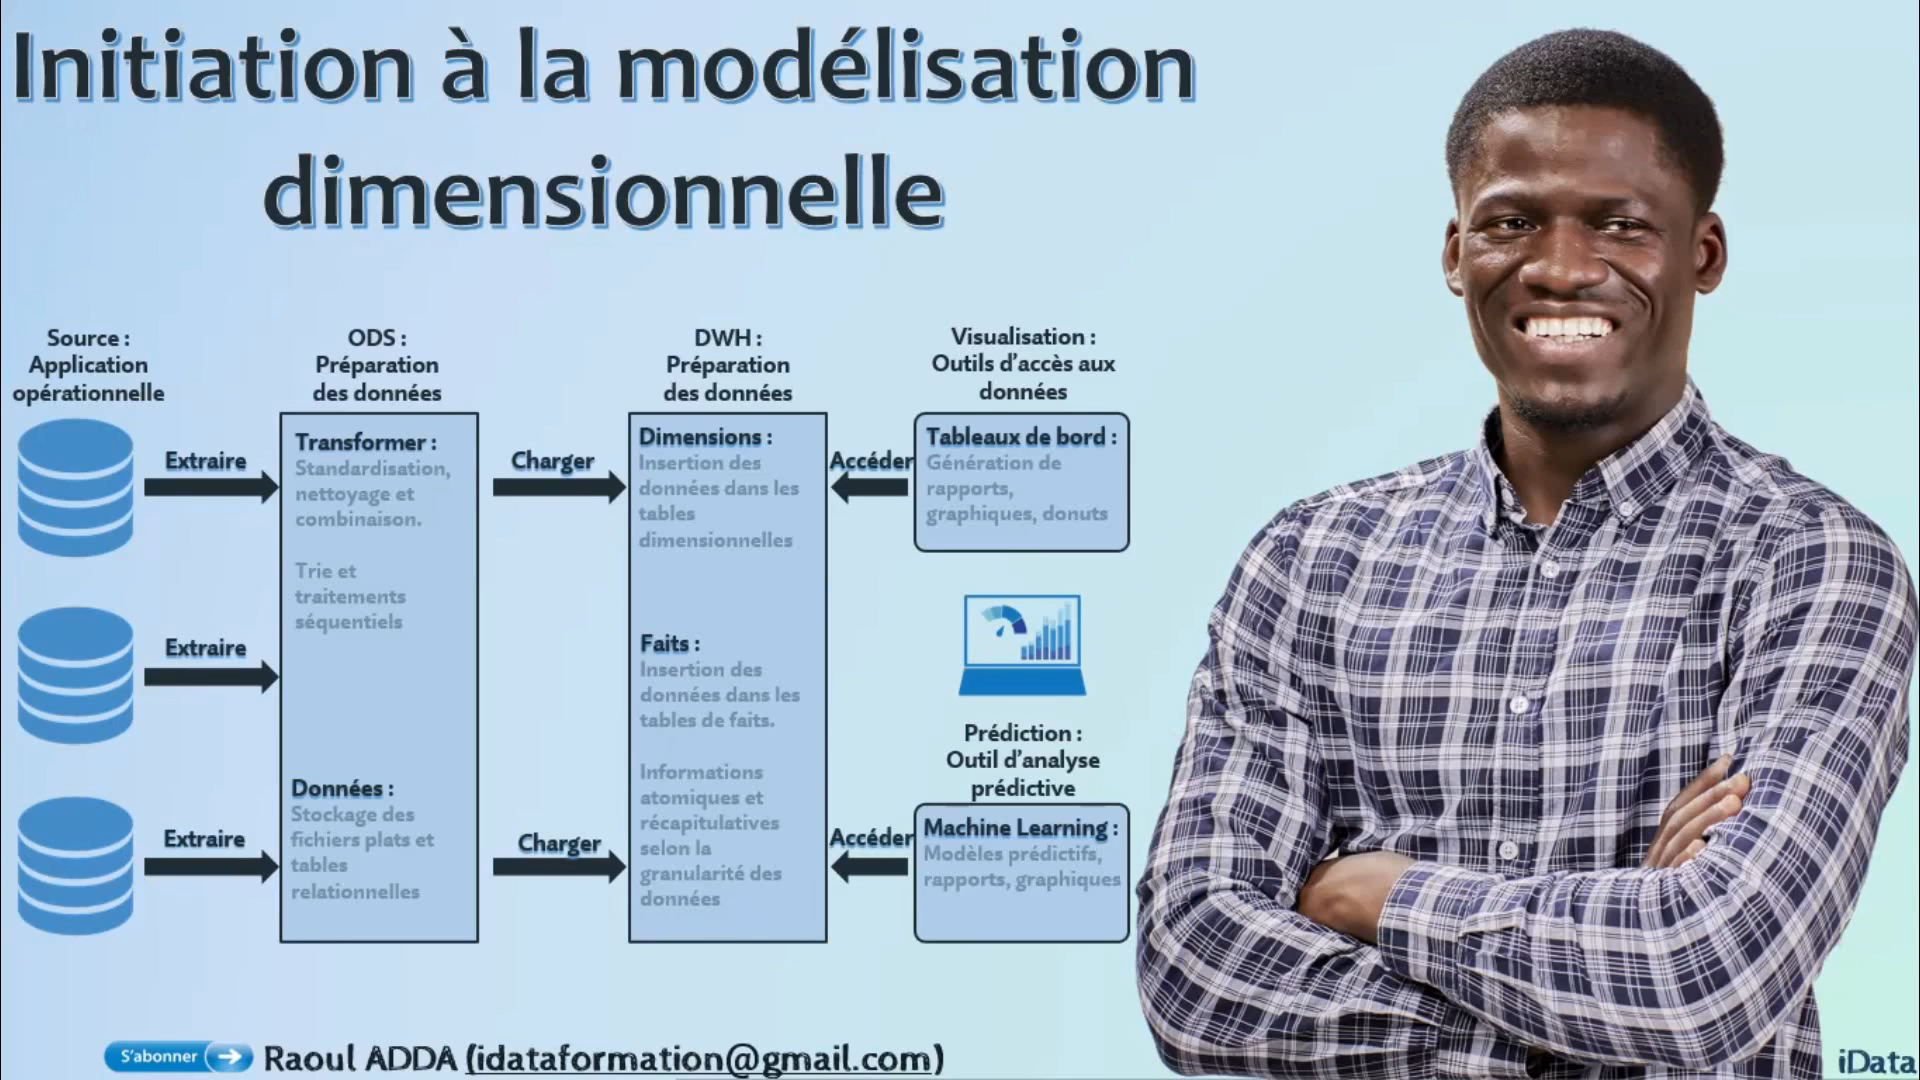 Initiation à la modélisation
dimensionnelle
Source :
Application
opérationnelle
ODS :
Préparation
des données
DWH :
Préparation
des données
Visualisation :
Outils d'accès aux
données
Extraire
Transformer :
Standardisation,
nettoyage et
combinaison.
Trie et
traitements
séquentiels
Charger
Dimensions :
Insertion des
données dans les
tables
dimensionnelles
Accéder
Tableaux de bord :
Génération de
rapports,
graphiques, donuts
Extraire
Faits :
Insertion des
données dans les
tables de faits.
Informations
atomiques et
récapitulatives
selon la
granularité des
données
Prédiction :
Outil d'analyse
prédictive
Extraire
Données :
Stockage des
fichiers plats et
tables
relationnelles
Charger
Accéder
Machine Learning :
Modèles prédictifs,
rapports, graphiques
S'abonner
Raoul ADDA (idataformation@gmail.com)
iData